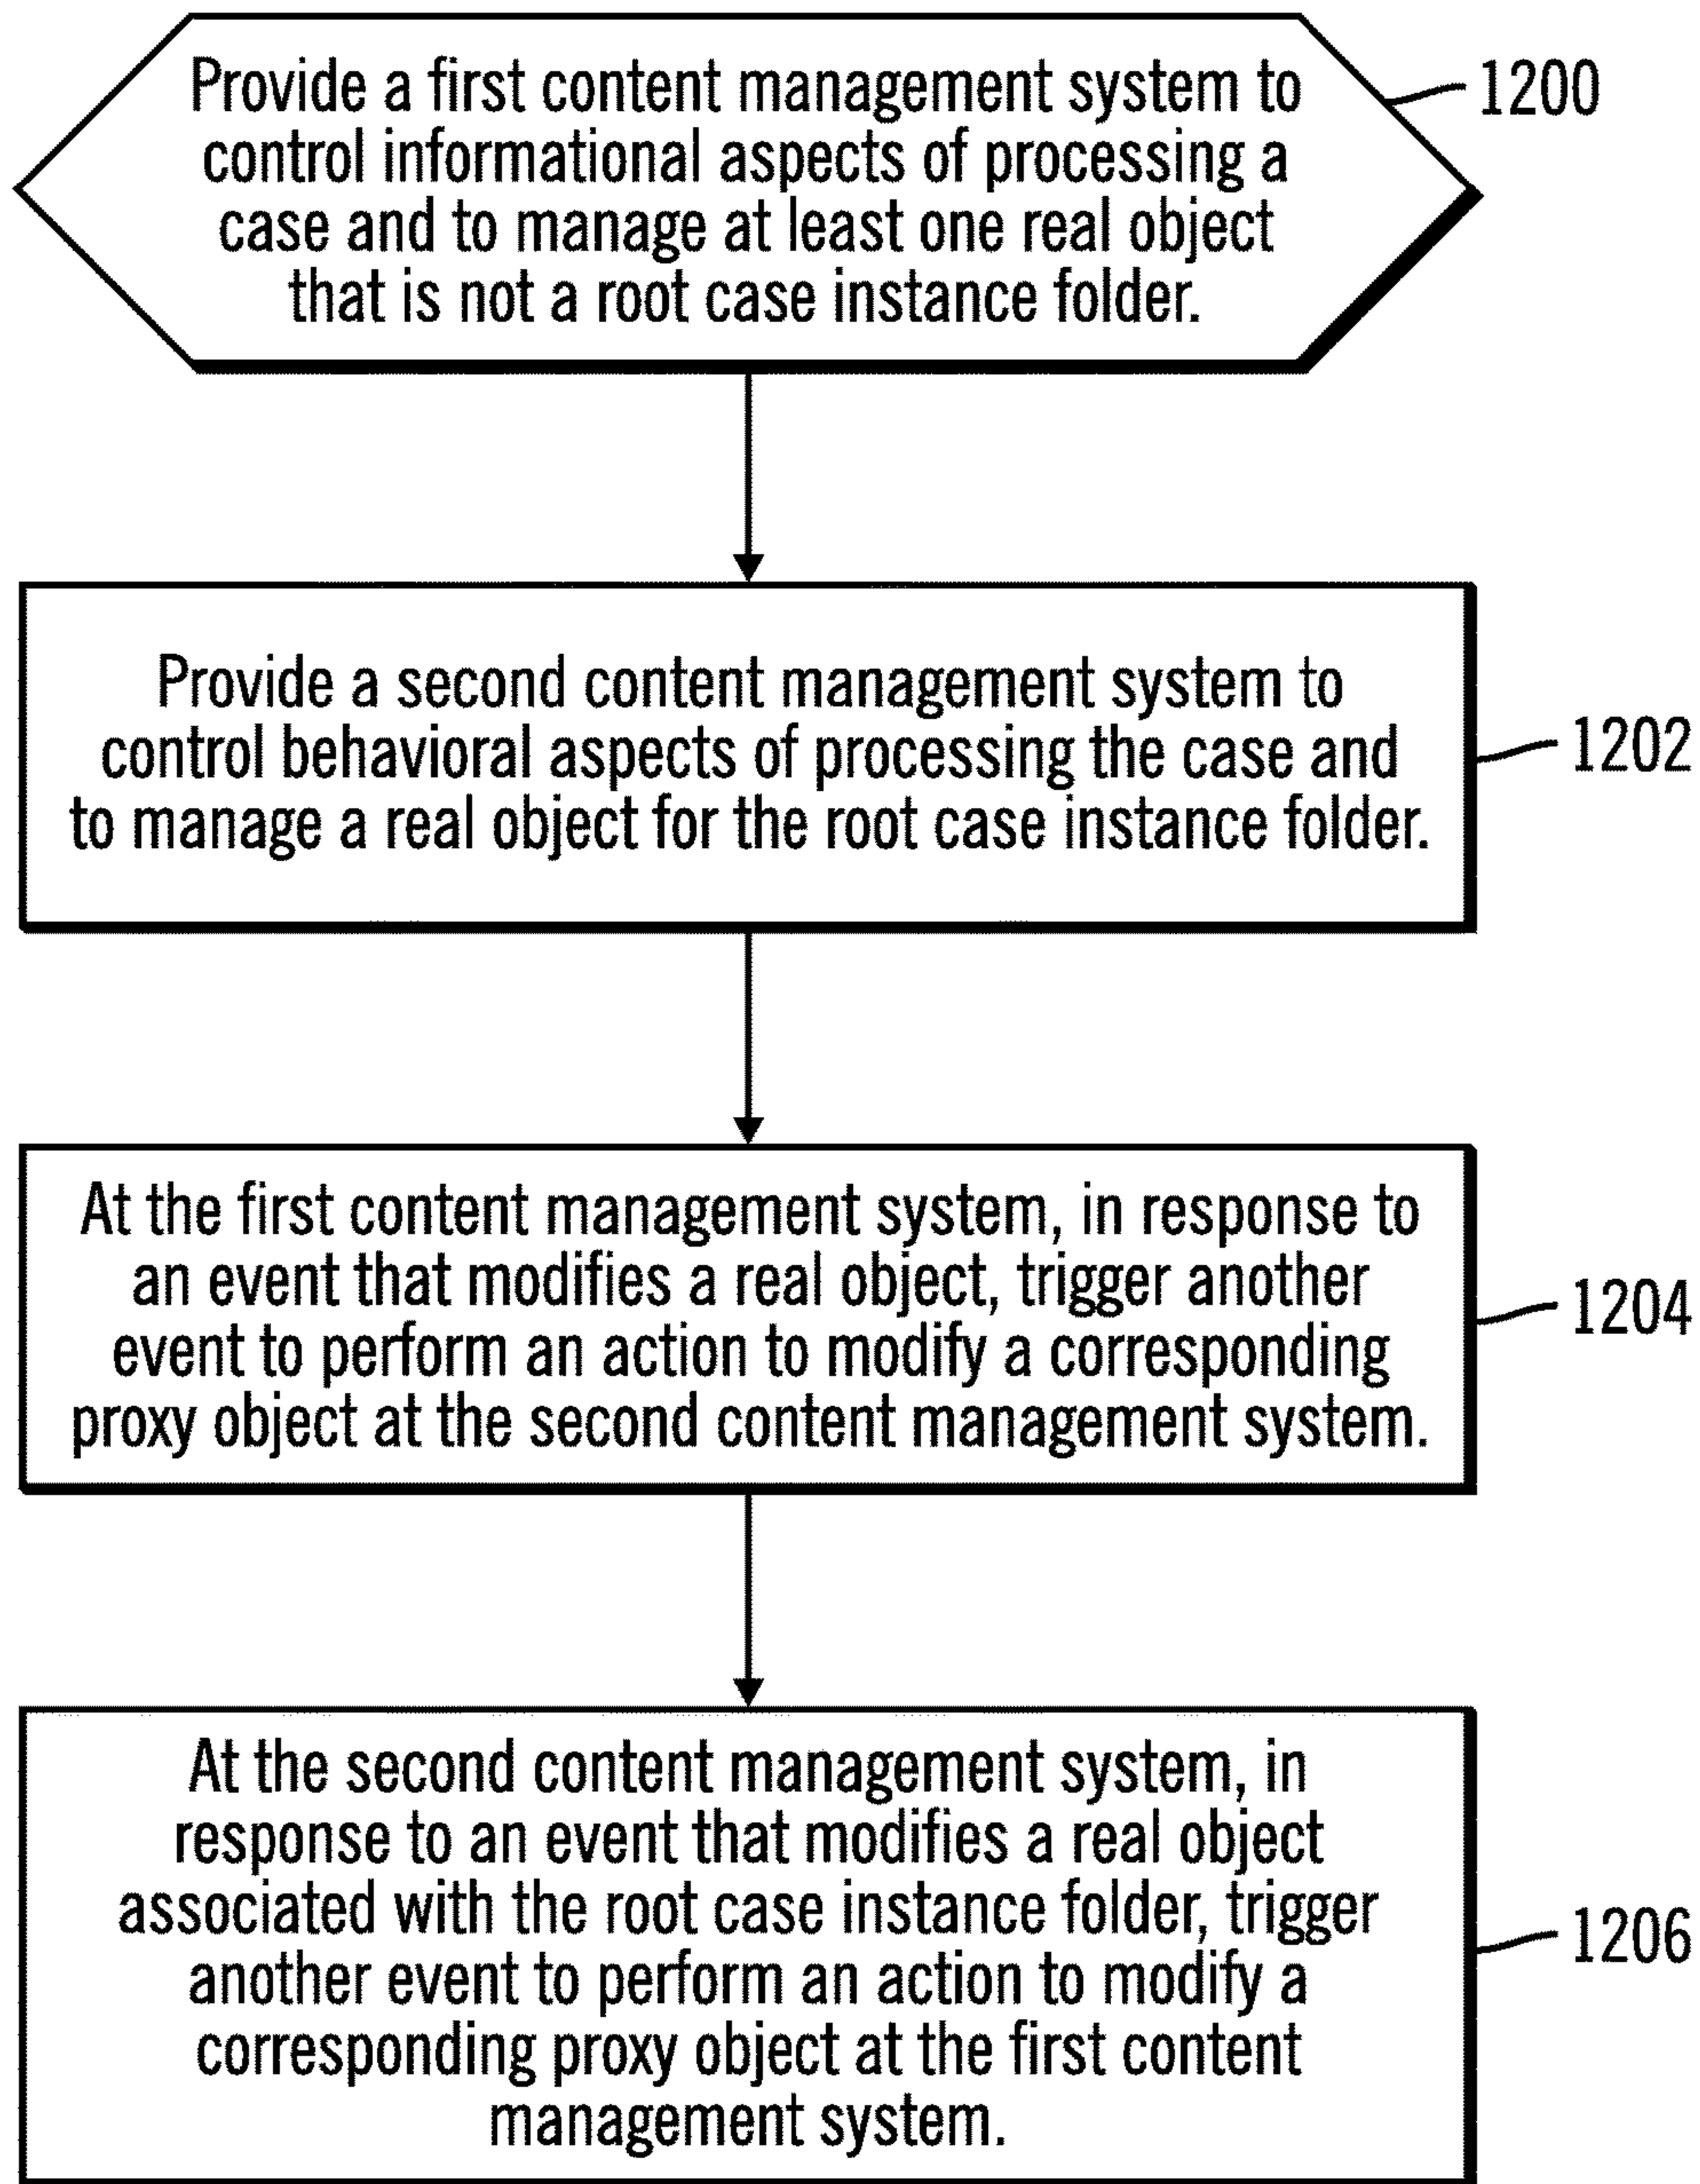 Provide a first content management system to
control informational aspects of processing a
case and to manage at least one real object
that is not a root case instance folder.
1200
Provide a second content management system to
control behavioral aspects of processing the case and
to manage a real object for the root case instance folder.
1202
At the first content management system, in response to
an event that modifies a real object, trigger another
event to perform an action to modify a corresponding
proxy object at the second content management system.
1204
At the second content management system, in
response to an event that modifies a real object
associated with the root case instance folder, trigger
another event to perform an action to modify a
corresponding proxy object at the first content
management system.
1206